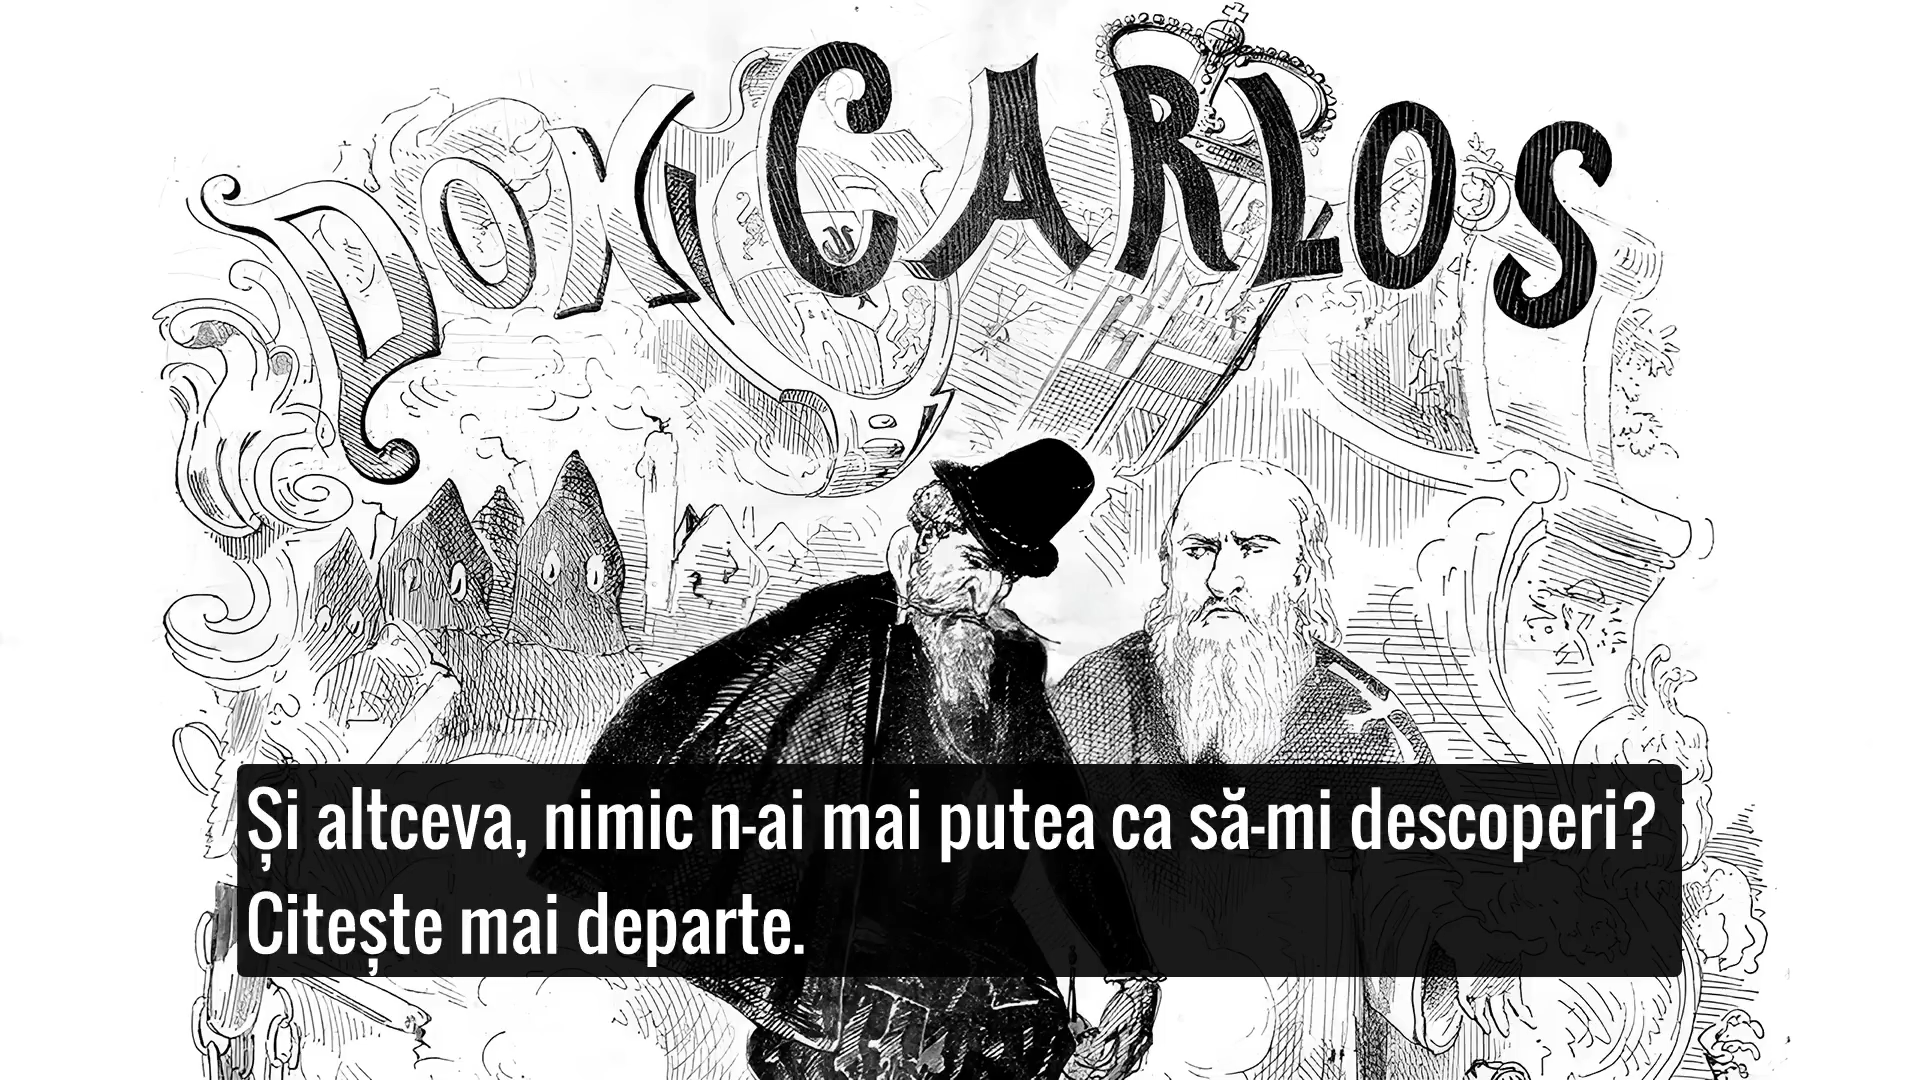 DON CARLOS
Și altceva, nimic n-ai mai putea ca să-mi descoperi?
Citește mai departe.